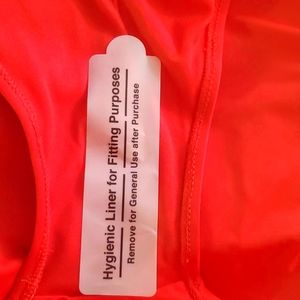 Hygienic Liner for Fitting Purposes
Remove for General Use after Purchase